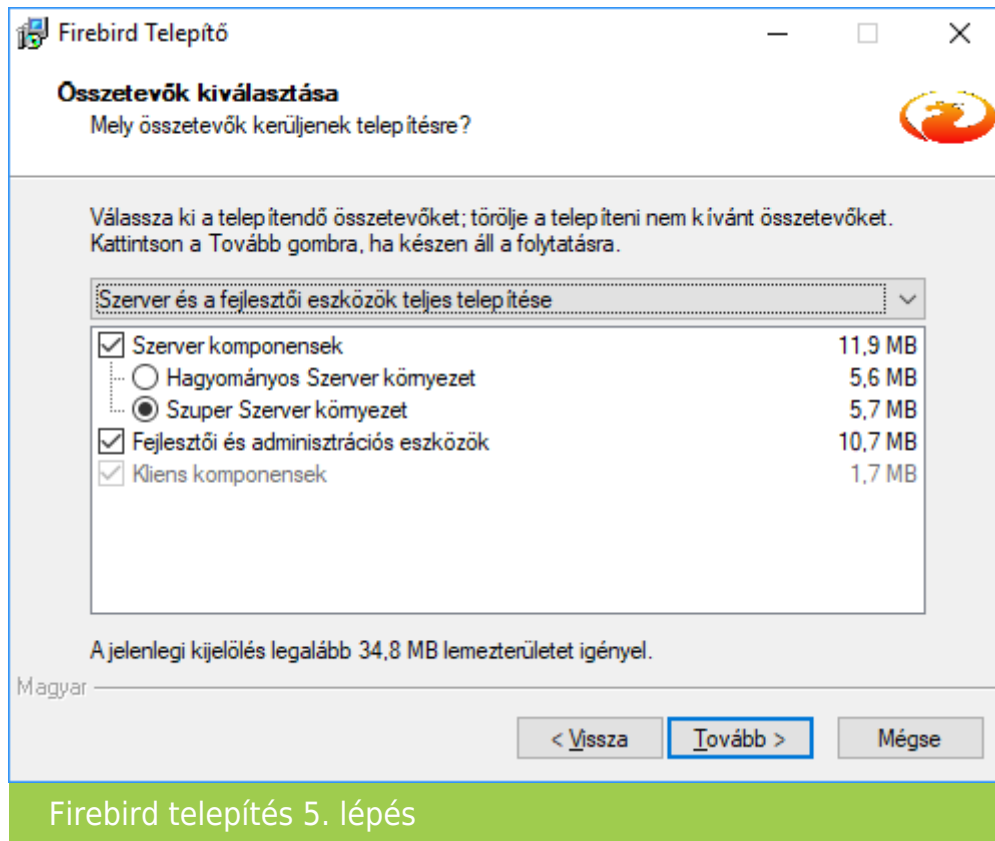 Firebird Telepítő
Összetevők kiválasztása
Mely összetevők kerüljenek telepítésre?
Válassza ki a telepítendő összetevőket; törölje a telepíteni nem kívánt összetevőket.
Kattintson a Tovább gombra, ha készen áll a folytatásra.
Szerver és a fejlesztői eszközök teljes telepítése
Szerver komponensek 11,9 MB
Hagyományos Szerver környezet 5,6 MB
Szuper Szerver környezet 5,7 MB
Fejlesztői és adminisztrációs eszközök 10,7 MB
Kliens komponensek 1,7 MB
A jelenlegi kijelölés legalább 34,8 MB lemezterületet igényel.
Magyar
< Vissza Tovább > Mégse
Firebird telepítés 5. lépés